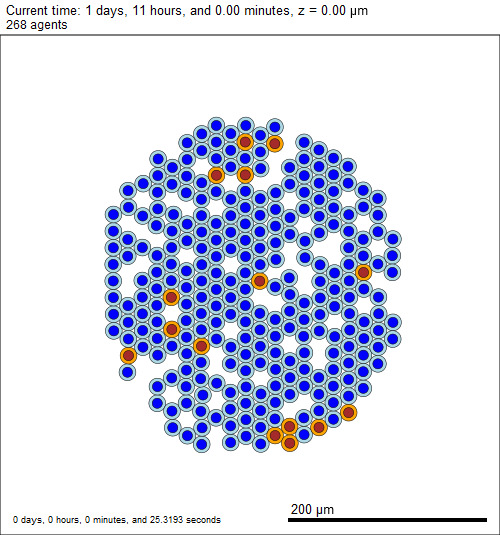 Current time: 1 days, 11 hours, and 0.00 minutes, z = 0.00 μm
268 agents
200 μm
0 days, 0 hours, 0 minutes, and 25.3193 seconds